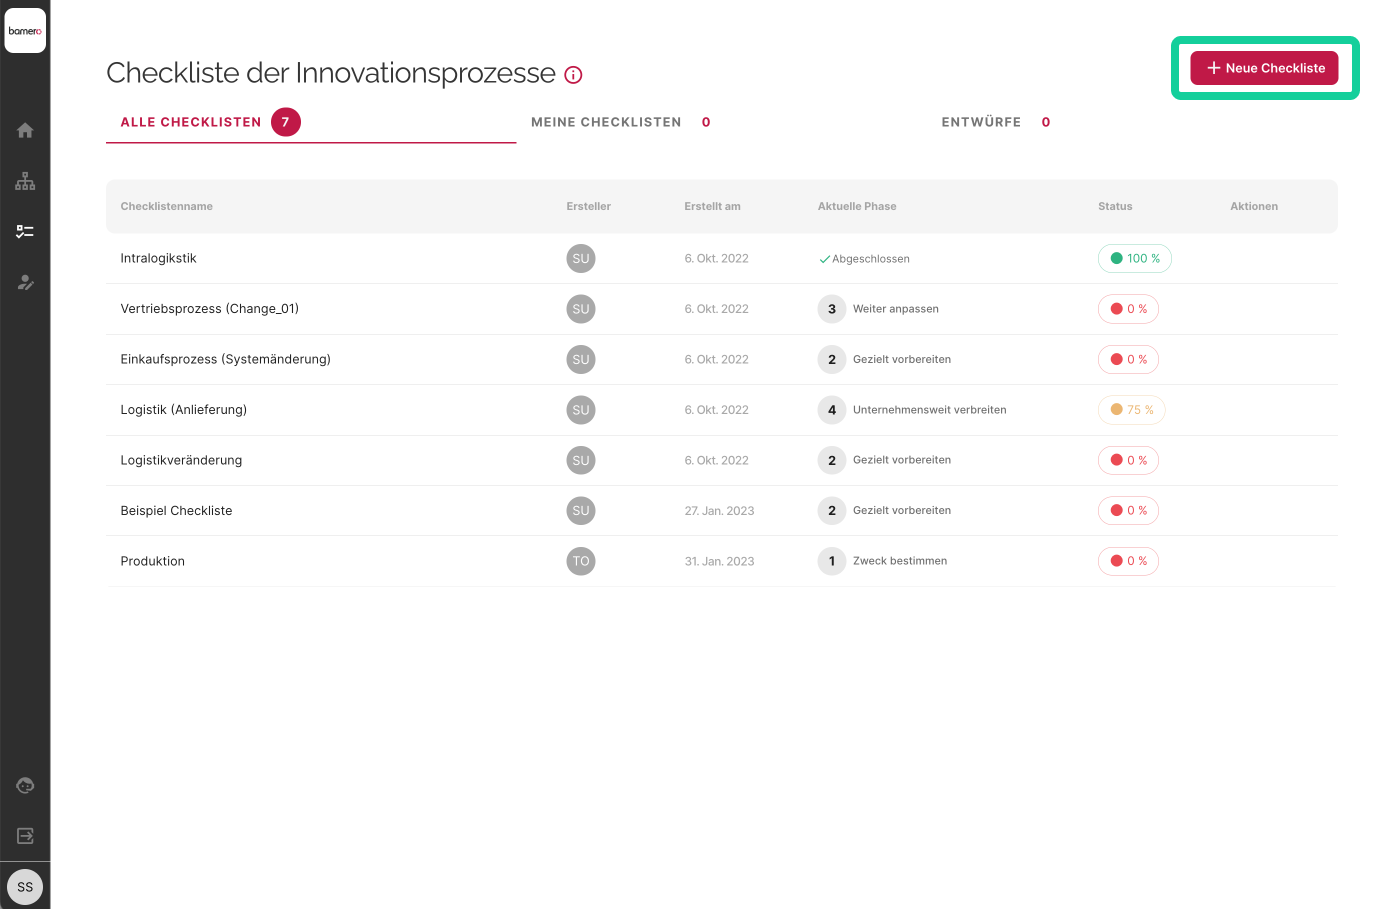 bamero
Checkliste der Innovationsprozesse
+ Neue Checkliste
ALLE CHECKLISTEN 7 MEINE CHECKLISTEN 0 ENTWÜRFE 0
Checklistenname Ersteller Erstellt am Aktuelle Phase Status Aktionen
Intralogikstik SU 6. Okt. 2022 Abgeschlossen 100 %
Vertriebsprozess (Change_01) SU 6. Okt. 2022 3 Weiter anpassen 0 %
Einkaufsprozess (Systemänderung) SU 6. Okt. 2022 2 Gezielt vorbereiten 0 %
Logistik (Anlieferung) SU 6. Okt. 2022 4 Unternehmensweit verbreiten 75 %
Logistikveränderung SU 6. Okt. 2022 2 Gezielt vorbereiten 0 %
Beispiel Checkliste SU 27. Jan. 2023 2 Gezielt vorbereiten 0 %
Produktion TO 31. Jan. 2023 1 Zweck bestimmen 0 %
SS